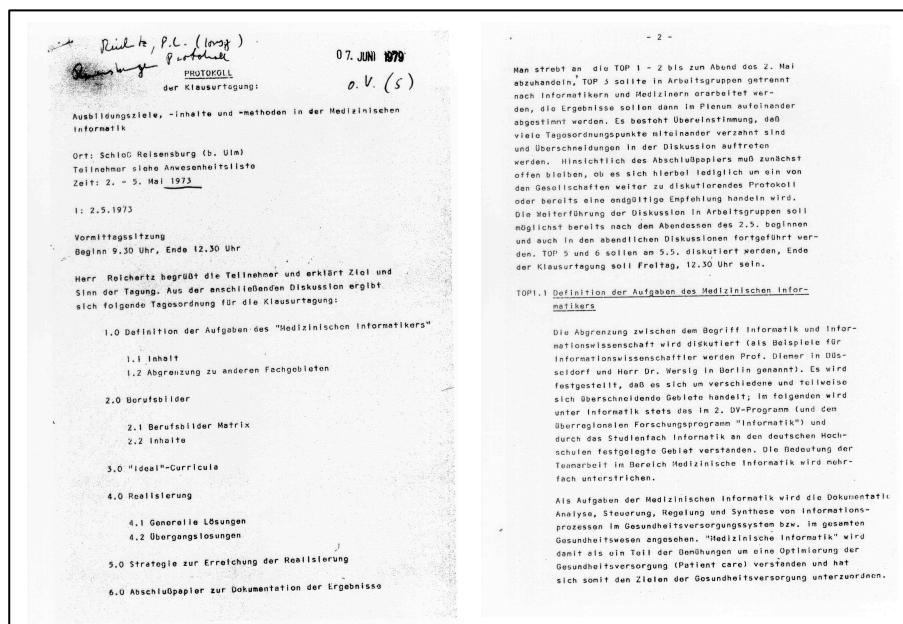 Protokoll
07. JUNI 1979
o.V. (S)
PROTOKOLL
der Klausurtagung:
Ausbildungsziele, -inhalte und -methoden in der Medizinischen
Informatik
Ort: Schloß Reisensburg (b. Ulm)
Teilnehmer siehe Anwesenheitsliste
Zeit: 2. - 5. Mai 1973
I: 2.5.1973
Vormittagssitzung
Beginn 9.30 Uhr, Ende 12.30 Uhr
Herr Reichertz begrüßt die Teilnehmer und erklärt Ziel und
Sinn der Tagung. Aus der anschließenden Diskussion ergibt
sich folgende Tagesordnung für die Klausurtagung:
1.0 Definition der Aufgaben des "Medizinischen Informatikers"
1.1 Inhalt
1.2 Abgrenzung zu anderen Fachgebieten
2.0 Berufsbilder
2.1 Berufsbilder Matrix
2.2 Inhalte
3.0 "Ideal"-Curricula
4.0 Realisierung
4.1 Generelle Lösungen
4.2 Übergangslösungen
5.0 Strategie zur Erreichung der Realisierung
6.0 Abschlußpapier zur Dokumentation der Ergebnisse
- 2 -
Man strebt an die TOP 1 - 2 bis zum Abend des 2. Mai
abzuhandeln, TOP 3 sollte in Arbeitsgruppen getrennt
nach Informatikern und Medizinern erarbeitet wer-
den, die Ergebnisse sollen dann im Plenum aufeinander
abgestimmt werden. Es besteht Übereinstimmung, daß
viele Tagesordnungspunkte miteinander verzahnt sind
und Überschneidungen in der Diskussion auftreten
werden. Hinsichtlich des Abschlußpapiers muß zunächst
offen bleiben, ob es sich hierbei lediglich um ein von
den Gesellschaften weiter zu diskutierendes Protokoll
oder bereits eine endgültige Empfehlung handeln wird.
Die Weiterführung der Diskussion in Arbeitsgruppen soll
möglichst bereits nach dem Abendessen des 2.5. beginnen
und auch in den abendlichen Diskussionen fortgeführt wer-
den. TOP 5 und 6 sollen am 5.5. diskutiert werden, Ende
der Klausurtagung soll Freitag, 12.30 Uhr sein.
TOP1.1 Definition der Aufgaben des Medizinischen Infor-
matikers
Die Abgrenzung zwischen dem Begriff Informatik und Infor-
mationswissenschaft wird diskutiert (als Beispiele für
Informationswissenschaftler werden Prof. Diemer in Düs-
seldorf und Herr Dr. Wersig in Berlin genannt). Es wird
festgestellt, daß es sich um verschiedene und teilweise
sich überschneidende Gebiete handelt; im folgenden wird
unter Informatik stets das im 2. DV-Programm (und dem
überregionalen Forschungsprogramm "Informatik") und
durch das Studienfach Informatik an den deutschen Hoch-
schulen festgelegte Gebiet verstanden. Die Bedeutung der
Teamarbeit im Bereich Medizinische Informatik wird mehr-
fach unterstrichen.
Als Aufgaben der Medizinischen Informatik wird die Dokumentatic
Analyse, Steuerung, Regelung und Synthese von Informations-
prozessen im Gesundheitsversorgungssystem bzw. im gesamten
Gesundheitswesen angesehen. "Medizinische Informatik" wird
damit als ein Teil der Bemühungen um eine Optimierung der
Gesundheitsversorgung (Patient care) verstanden und hat
sich somit den Zielen der Gesundheitsversorgung unterzuordnen.